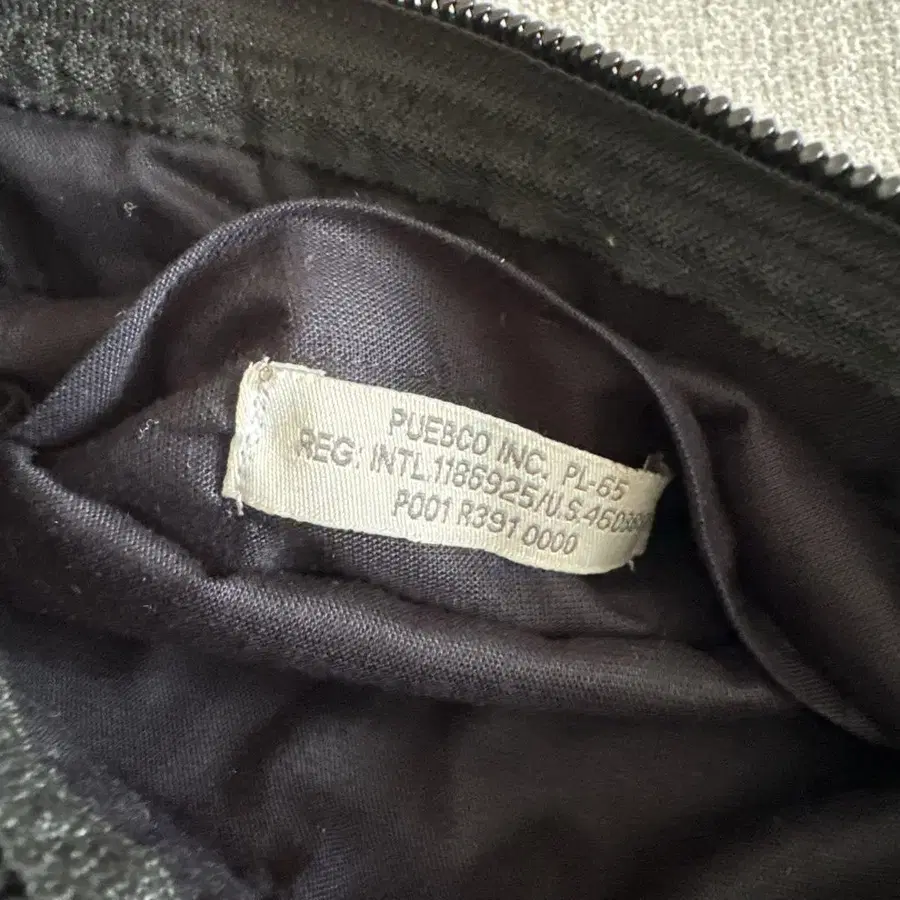 PUEBCO INC. PL-65
REG: INTL.1186925/U.S.
P001 R391 0000